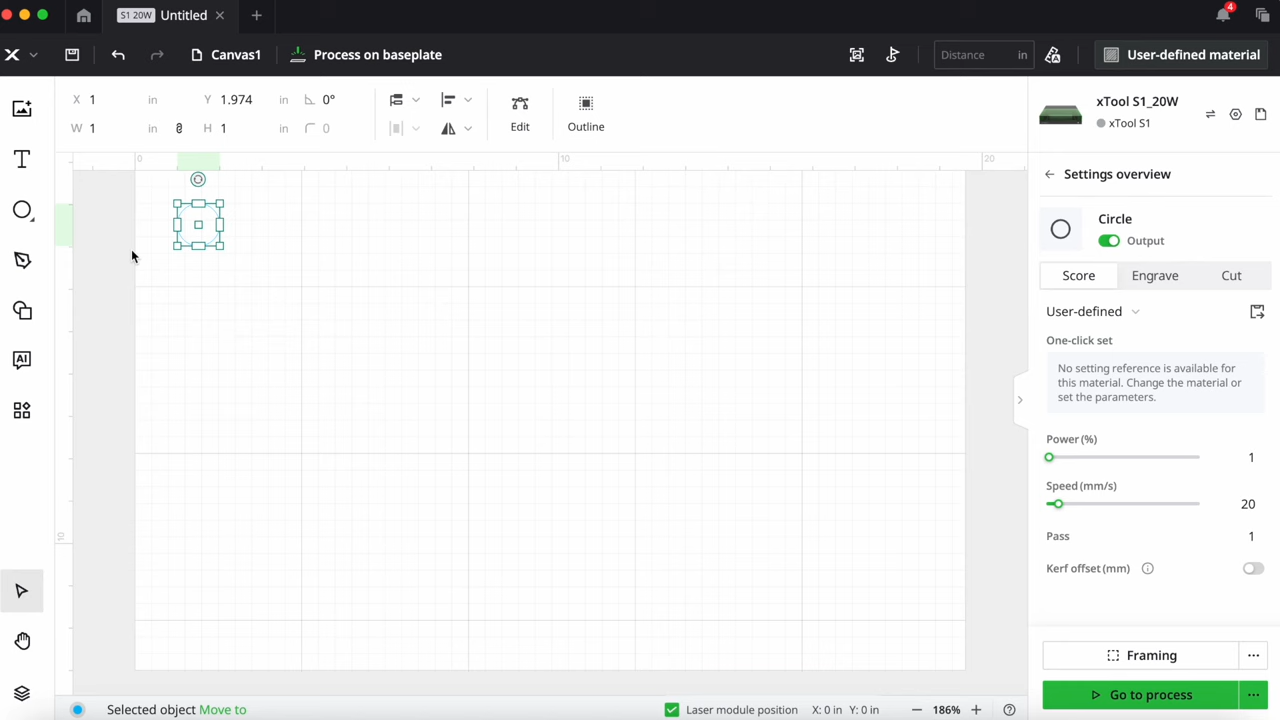 S1 20W Untitled
4
Canvas1 Process on baseplate
Distance in
User-defined material
X 1 in Y 1.974 in 0°
W 1 in H 1 in 0
Edit
Outline
0 10 20
10
xTool S1_20W
xTool S1
Settings overview
Circle
Output
Score Engrave Cut
User-defined
One-click set
No setting reference is available for
this material. Change the material or
set the parameters.
Power (%)
1
Speed (mm/s)
20
Pass 1
Kerf offset (mm)
Framing
Go to process
AI
Selected object Move to
Laser module position X: 0 in Y: 0 in 186%